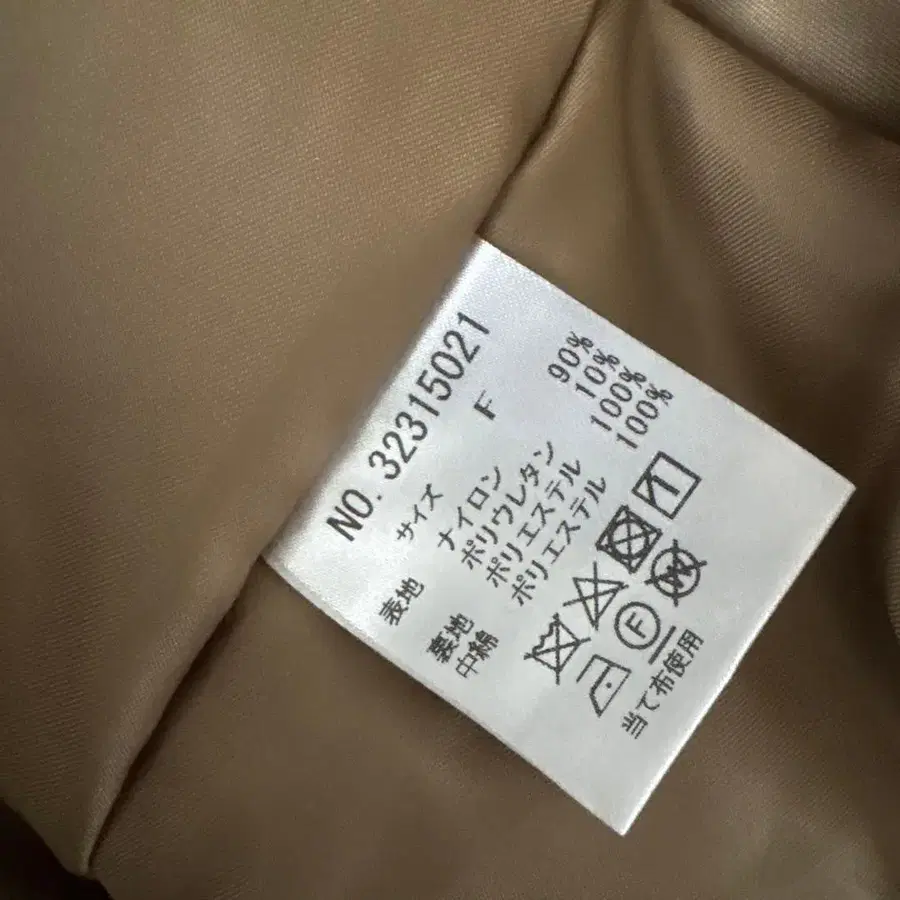 NO. 32315021
サイズ F
表地 ナイロン 90%
ポリウレタン 10%
裏地 ポリエステル 100%
中綿 ポリエステル 100%
F W
当て布使用